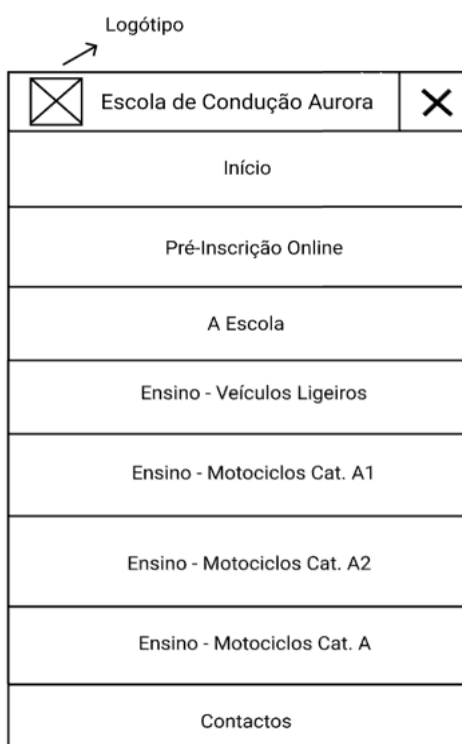 Logótipo
Escola de Condução Aurora
Início
Pré-Inscrição Online
A Escola
Ensino - Veículos Ligeiros
Ensino - Motociclos Cat. A1
Ensino - Motociclos Cat. A2
Ensino - Motociclos Cat. A
Contactos